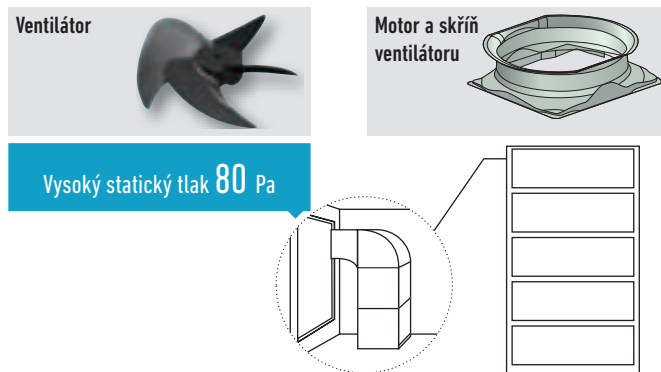 Ventilátor
Motor a skříň
ventilátoru
Vysoký statický tlak 80 Pa